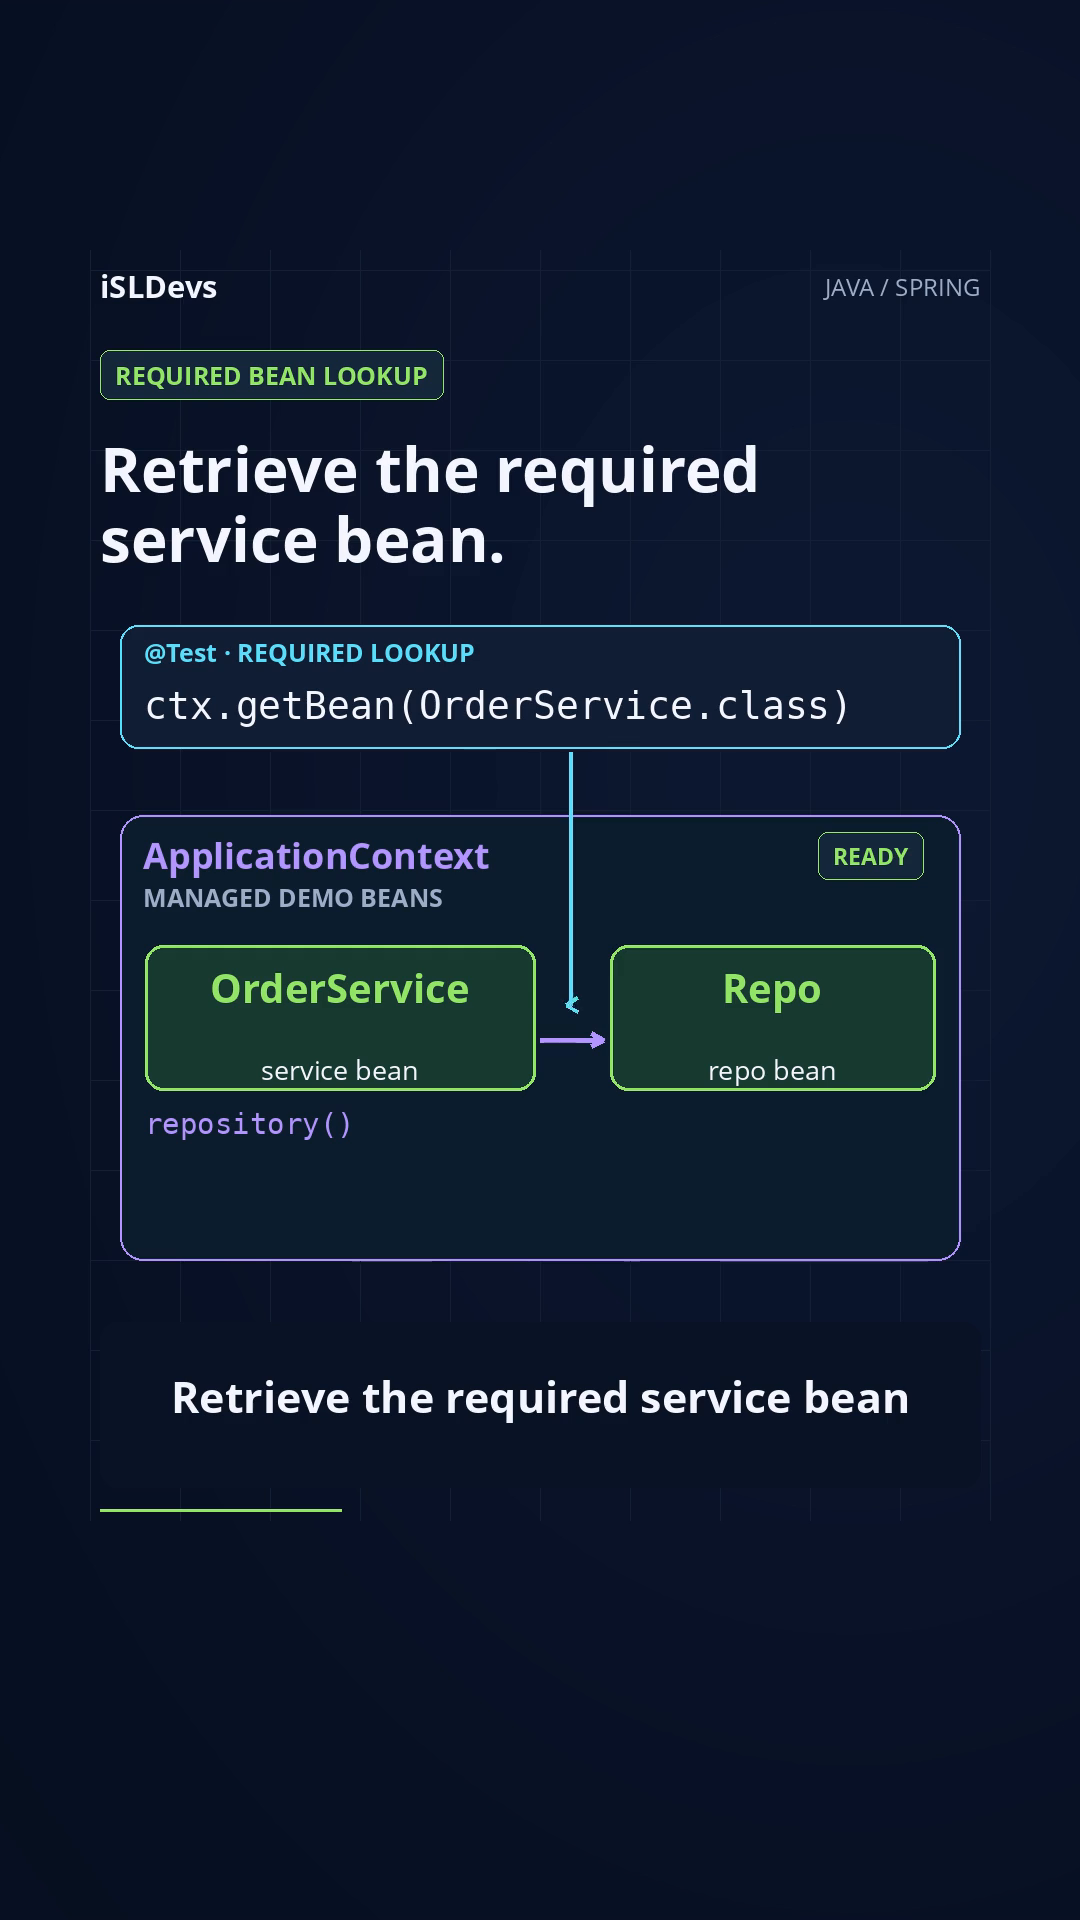 iSLDevs
JAVA / SPRING
REQUIRED BEAN LOOKUP
Retrieve the required
service bean.
@Test · REQUIRED LOOKUP
ctx.getBean(OrderService.class)
ApplicationContext
READY
MANAGED DEMO BEANS
OrderService
service bean
Repo
repo bean
repository()
Retrieve the required service bean